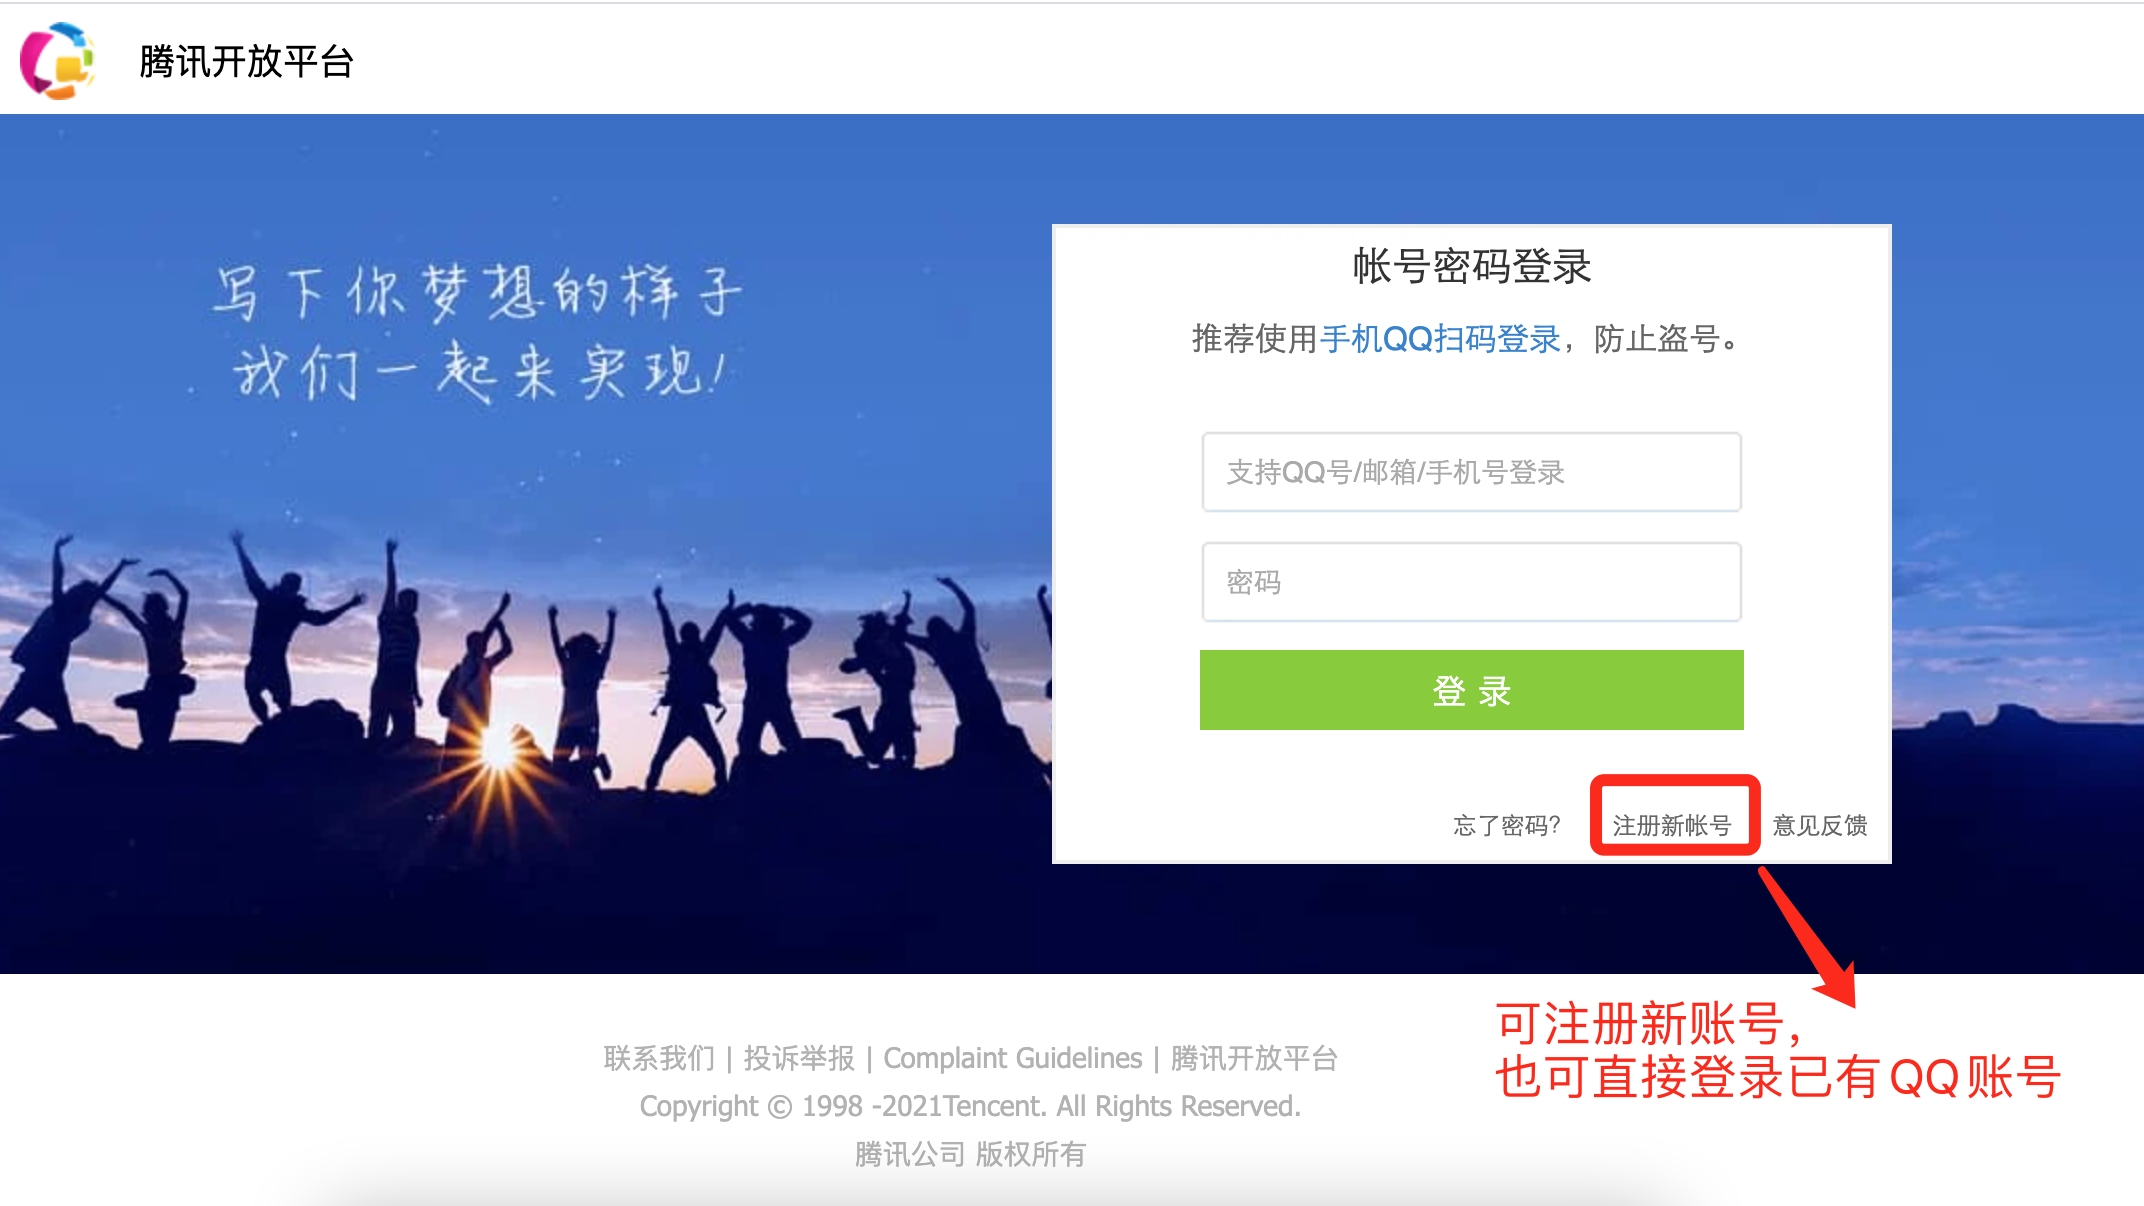 腾讯开放平台
写下你梦想的样子
我们一起来实现!
帐号密码登录
推荐使用手机QQ扫码登录，防止盗号。
支持QQ号/邮箱/手机号登录
密码
登 录
忘了密码? 注册新帐号 意见反馈
可注册新账号,
也可直接登录已有QQ账号
联系我们 | 投诉举报 | Complaint Guidelines | 腾讯开放平台
Copyright © 1998 -2021Tencent. All Rights Reserved.
腾讯公司 版权所有